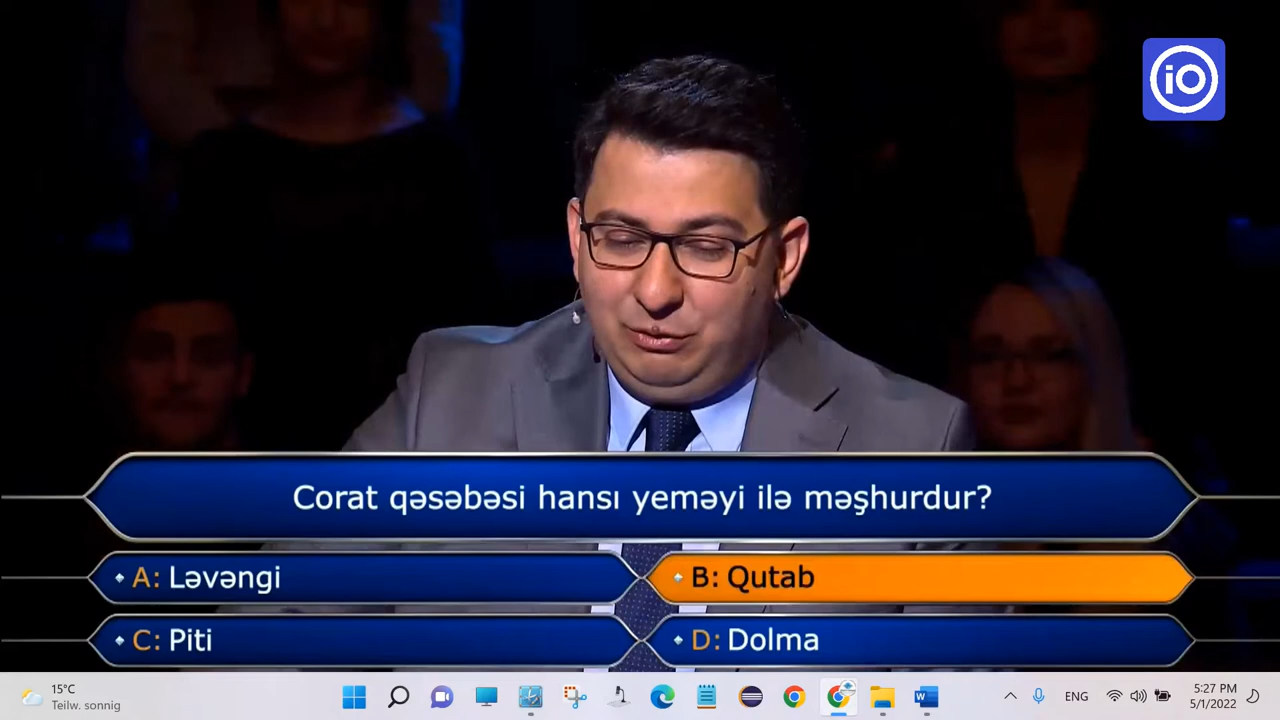 iO
Corat qəsəbəsi hansı yeməyi ilə məşhurdur?
A: Ləvəngi
B: Qutab
C: Piti
D: Dolma
15°C
Teilw. sonnig
ENG
5:27 PM
5/1/2022